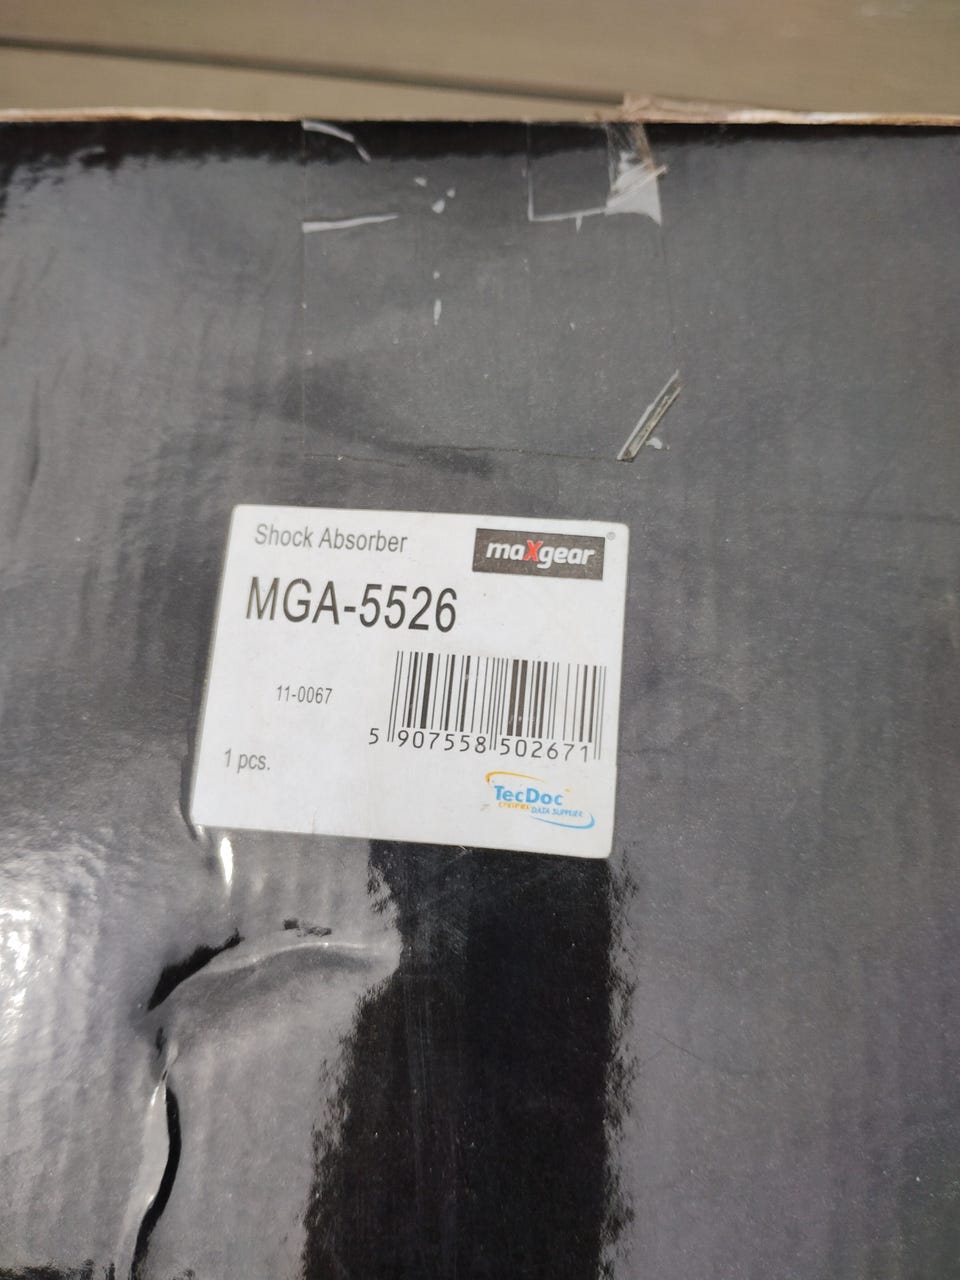 Shock Absorber
maXgear®
MGA-5526
11-0067
5 907558 502671
1 pcs.
TecDoc
DATA SUPPLIER